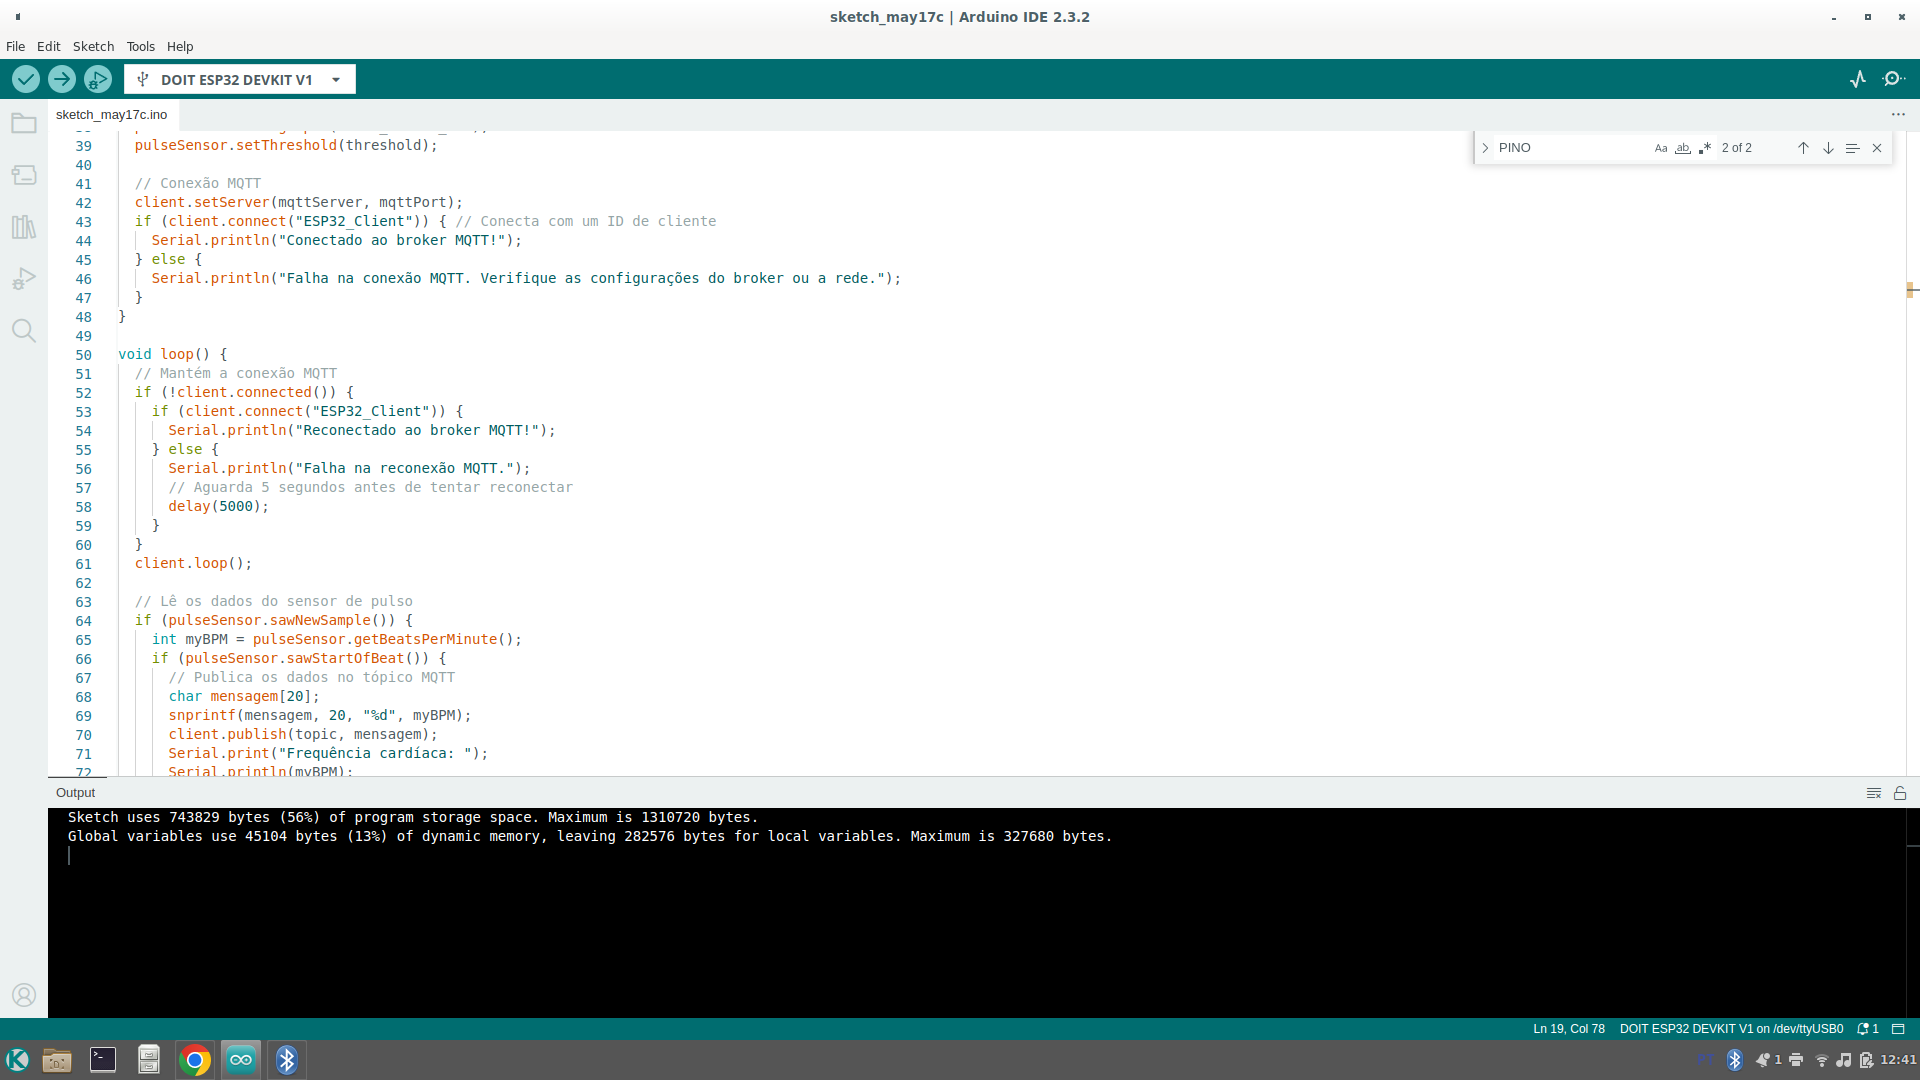 sketch_may17c | Arduino IDE 2.3.2
File Edit Sketch Tools Help
DOIT ESP32 DEVKIT V1
sketch_may17c.ino
PINO
Aa ab 2 of 2
39 pulseSensor.setThreshold(threshold);
40
41 // Conexão MQTT
42 client.setServer(mqttServer, mqttPort);
43 if (client.connect("ESP32_Client")) { // Conecta com um ID de cliente
44 Serial.println("Conectado ao broker MQTT!");
45 } else {
46 Serial.println("Falha na conexão MQTT. Verifique as configurações do broker ou a rede.");
47 }
48 }
49
50 void loop() {
51 // Mantém a conexão MQTT
52 if (!client.connected()) {
53 if (client.connect("ESP32_Client")) {
54 Serial.println("Reconectado ao broker MQTT!");
55 } else {
56 Serial.println("Falha na reconexão MQTT.");
57 // Aguarda 5 segundos antes de tentar reconectar
58 delay(5000);
59 }
60 }
61 client.loop();
62
63 // Lê os dados do sensor de pulso
64 if (pulseSensor.sawNewSample()) {
65 int myBPM = pulseSensor.getBeatsPerMinute();
66 if (pulseSensor.sawStartOfBeat()) {
67 // Publica os dados no tópico MQTT
68 char mensagem[20];
69 snprintf(mensagem, 20, "%d", myBPM);
70 client.publish(topic, mensagem);
71 Serial.print("Frequência cardíaca: ");
72 Serial.println(myBPM);
Output
Sketch uses 743829 bytes (56%) of program storage space. Maximum is 1310720 bytes.
Global variables use 45104 bytes (13%) of dynamic memory, leaving 282576 bytes for local variables. Maximum is 327680 bytes.
Ln 19, Col 78 DOIT ESP32 DEVKIT V1 on /dev/ttyUSB0 1
PT 1 12:41